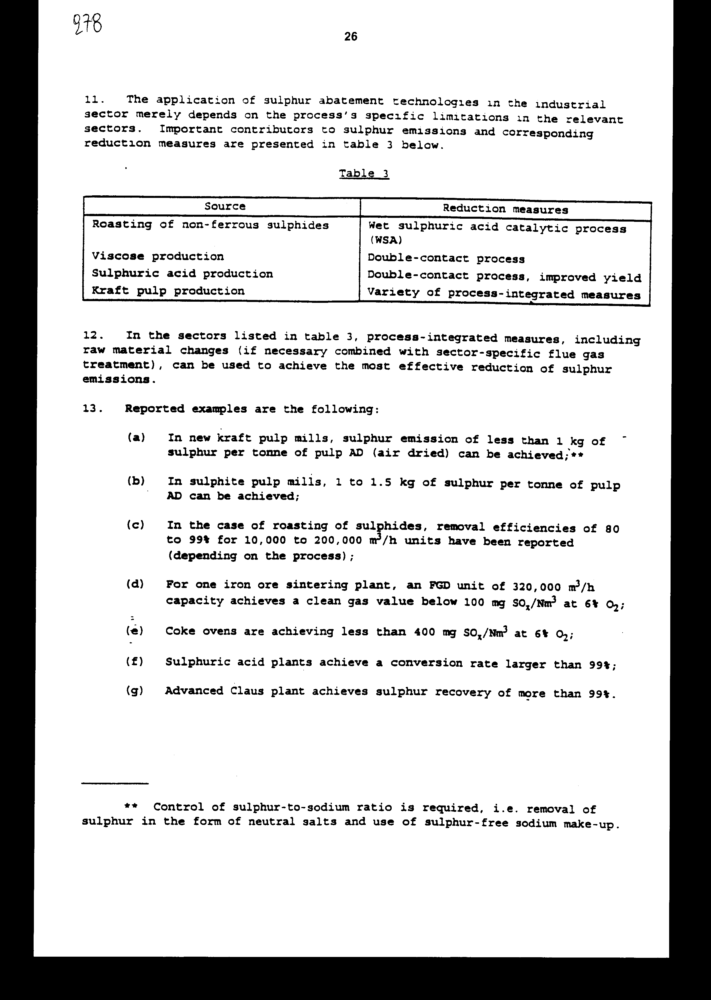 278
26
11. The application of sulphur abatement technologies in the industrial
sector merely depends on the process's specific limitations in the relevant
sectors. Important contributors to sulphur emissions and corresponding
reduction measures are presented in table 3 below.
Table 3
Source Reduction measures
Roasting of non-ferrous sulphides Wet sulphuric acid catalytic process
(WSA)
Viscose production Double-contact process
Sulphuric acid production Double-contact process, improved yield
Kraft pulp production Variety of process-integrated measures
12. In the sectors listed in table 3, process-integrated measures, including
raw material changes (if necessary combined with sector-specific flue gas
treatment), can be used to achieve the most effective reduction of sulphur
emissions.
13. Reported examples are the following:
(a) In new kraft pulp mills, sulphur emission of less than 1 kg of
sulphur per tonne of pulp AD (air dried) can be achieved;**
(b) In sulphite pulp mills, 1 to 1.5 kg of sulphur per tonne of pulp
AD can be achieved;
(c) In the case of roasting of sulphides, removal efficiencies of 80
to 99% for 10,000 to 200,000 m³/h units have been reported
(depending on the process);
(d) For one iron ore sintering plant, an FGD unit of 320,000 m³/h
capacity achieves a clean gas value below 100 mg SOₓ/Nm³ at 6% O₂;
(e) Coke ovens are achieving less than 400 mg SOₓ/Nm³ at 6% O₂;
(f) Sulphuric acid plants achieve a conversion rate larger than 99%;
(g) Advanced Claus plant achieves sulphur recovery of more than 99%.
** Control of sulphur-to-sodium ratio is required, i.e. removal of
sulphur in the form of neutral salts and use of sulphur-free sodium make-up.